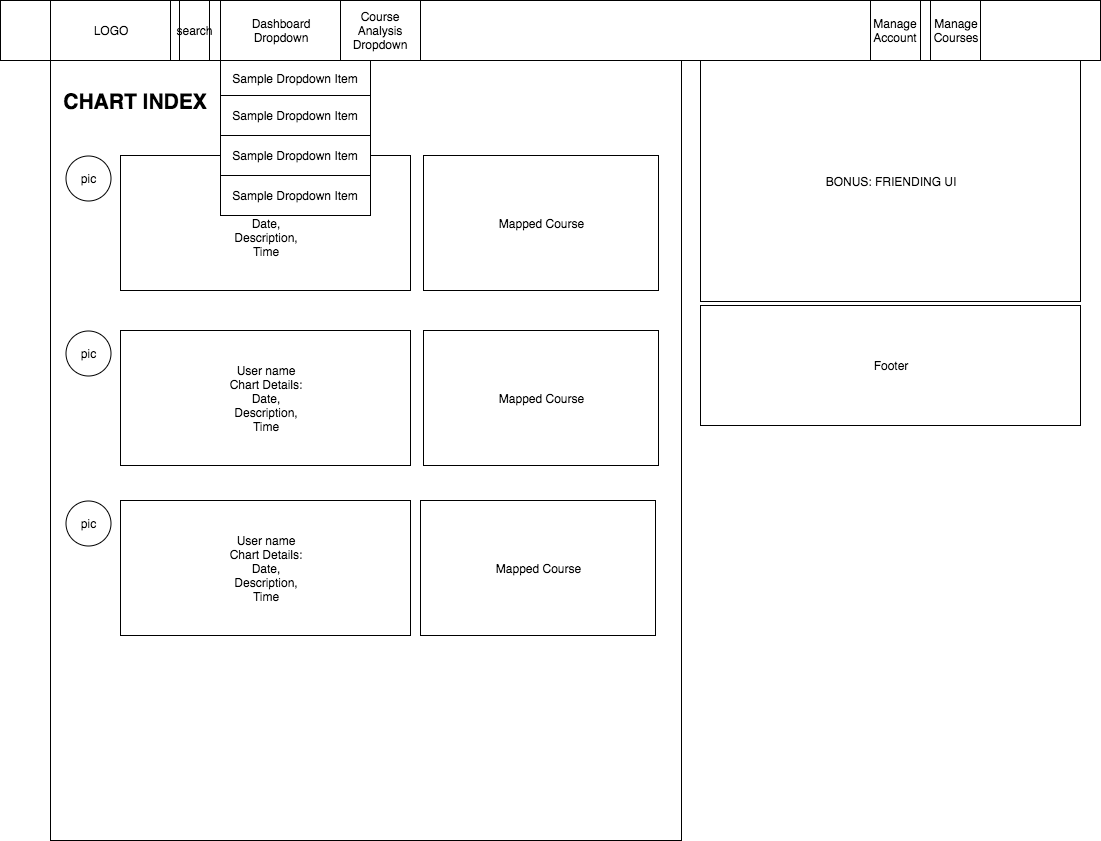 LOGO
search
Dashboard
Dropdown
Course
Analysis
Dropdown
Manage
Account
Manage
Courses
Sample Dropdown Item
Sample Dropdown Item
Sample Dropdown Item
Sample Dropdown Item
CHART INDEX
pic
Date,
Description,
Time
Mapped Course
BONUS: FRIENDING UI
pic
User name
Chart Details:
Date,
Description,
Time
Mapped Course
Footer
pic
User name
Chart Details:
Date,
Description,
Time
Mapped Course